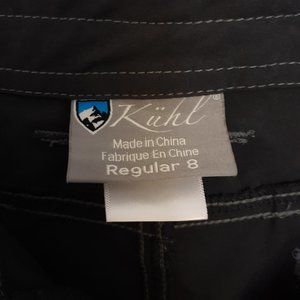 Kühl®
Made in China
Fabrique En Chine
Regular 8